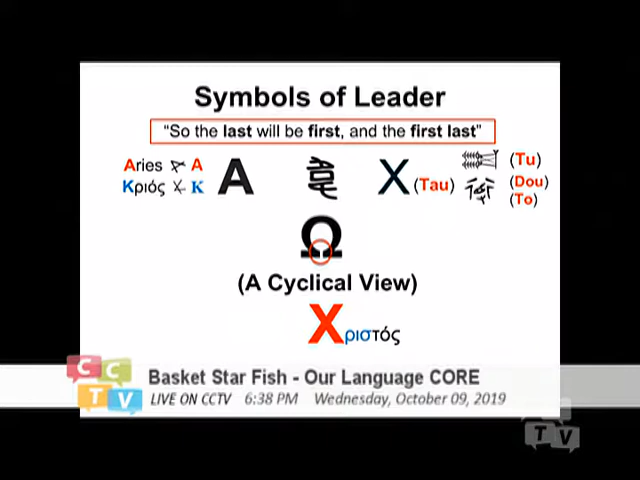 Symbols of Leader
"So the last will be first, and the first last"
Aries A A X (Tau) (Tu)
Κριός Κ (Dou)
(To)
Ω
(A Cyclical View)
Χριστός
CCTV
Basket Star Fish - Our Language CORE
LIVE ON CCTV 6:38 PM Wednesday, October 09, 2019
TV